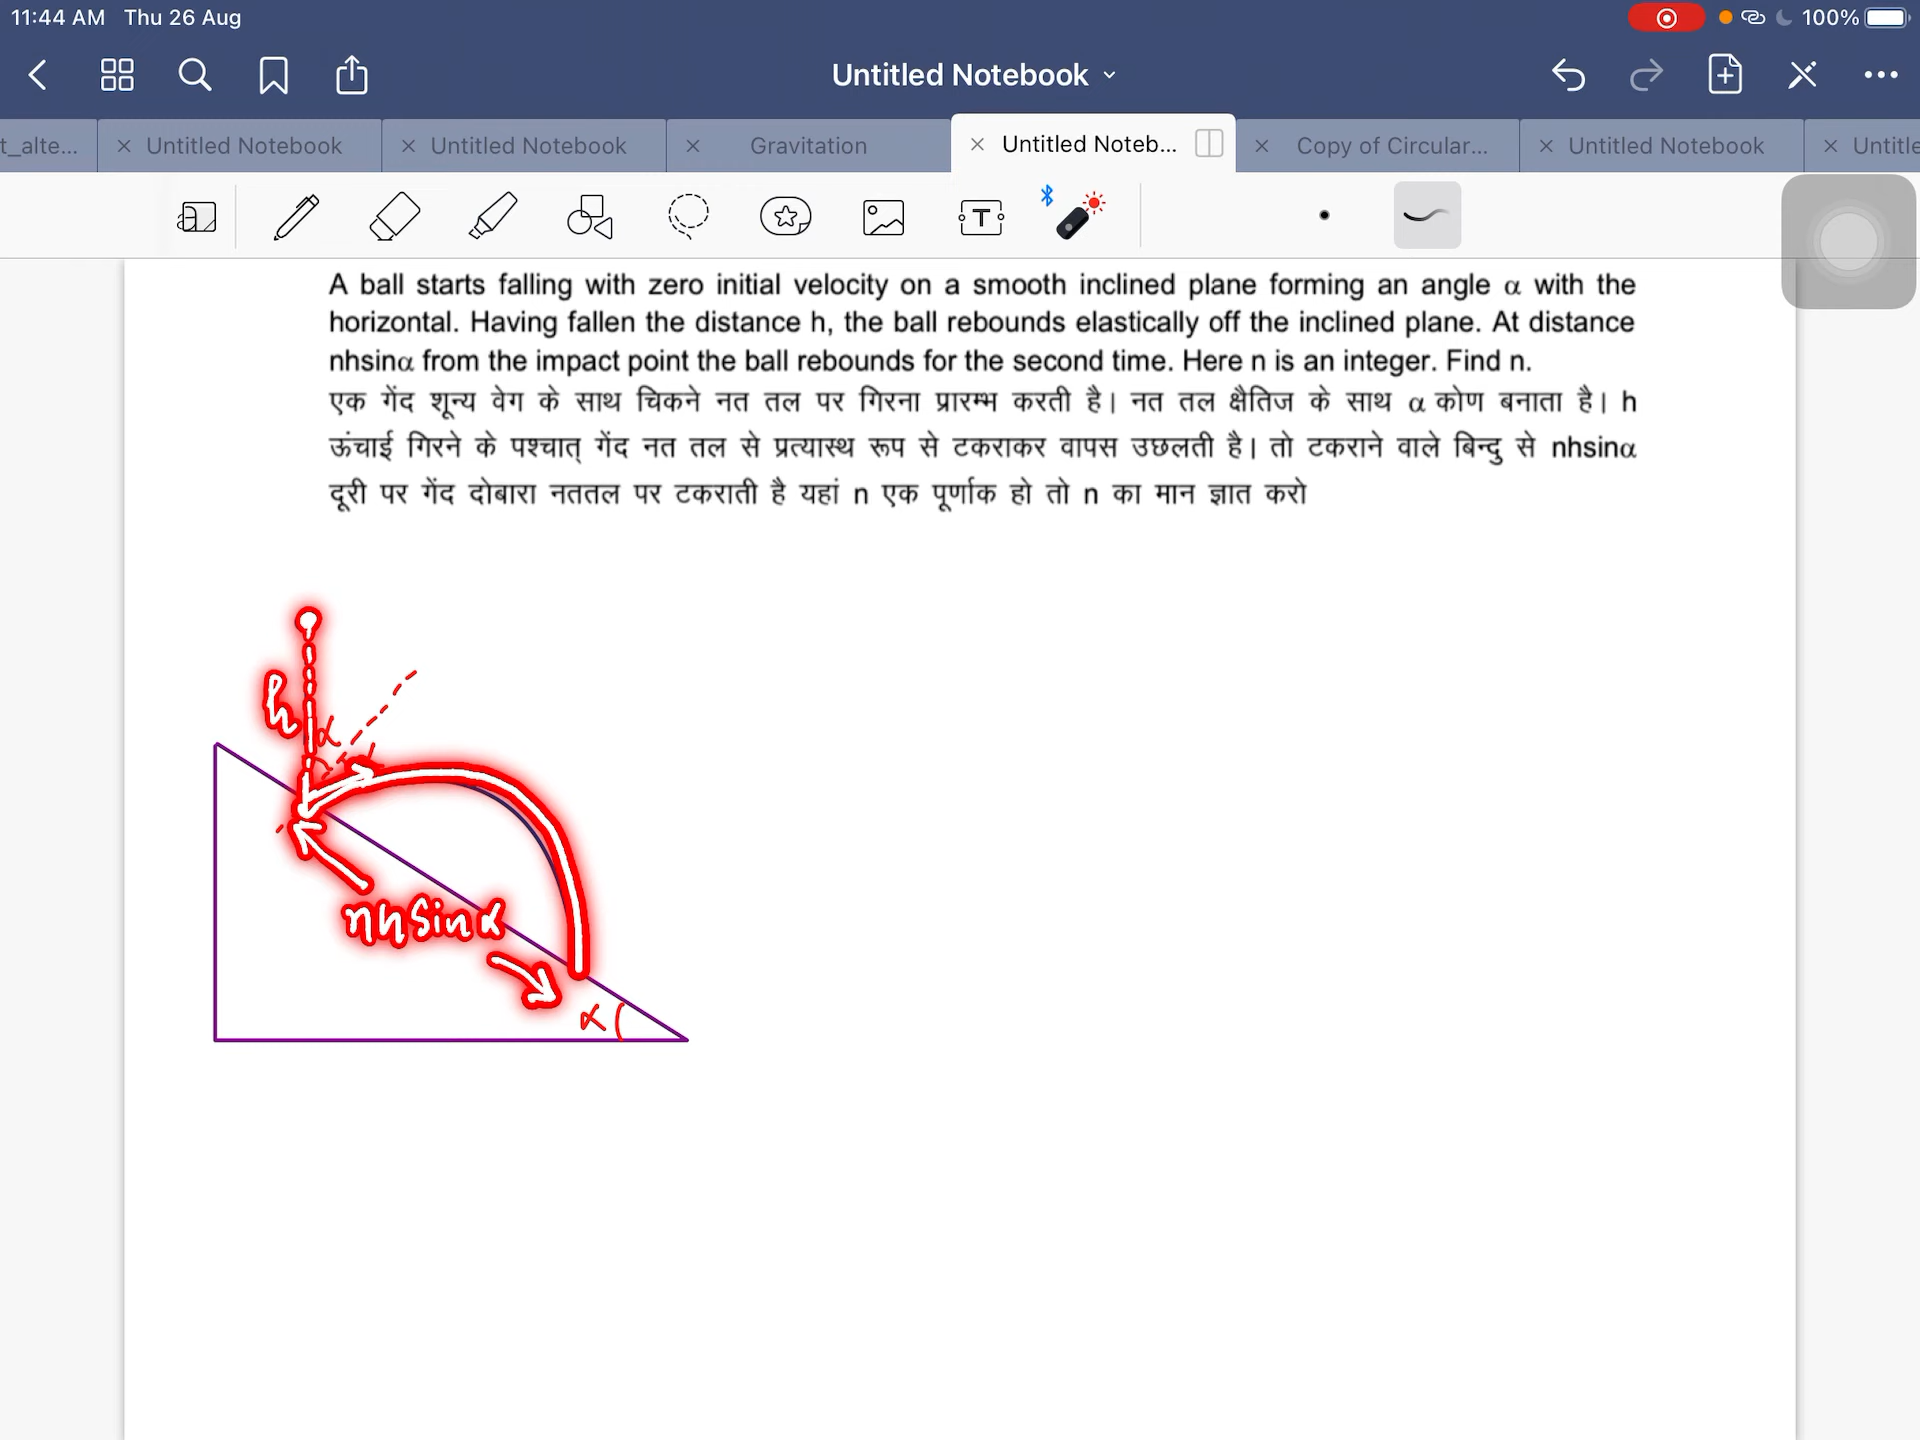 11:44 AM Thu 26 Aug
100%
Untitled Notebook
t_alte...
Untitled Notebook
Untitled Notebook
Gravitation
Untitled Noteb...
Copy of Circular...
Untitled Notebook
Untitle
A ball starts falling with zero initial velocity on a smooth inclined plane forming an angle α with the
horizontal. Having fallen the distance h, the ball rebounds elastically off the inclined plane. At distance
nhsinα from the impact point the ball rebounds for the second time. Here n is an integer. Find n.
एक गेंद शून्य वेग के साथ चिकने नत तल पर गिरना प्रारम्भ करती है। नत तल क्षैतिज के साथ α कोण बनाता है। h
ऊंचाई गिरने के पश्चात् गेंद नत तल से प्रत्यास्थ रूप से टकराकर वापस उछलती है। तो टकराने वाले बिन्दु से nhsinα
दूरी पर गेंद दोबारा नततल पर टकराती है यहां n एक पूर्णाक हो तो n का मान ज्ञात करो
h
α
nhsinα
α